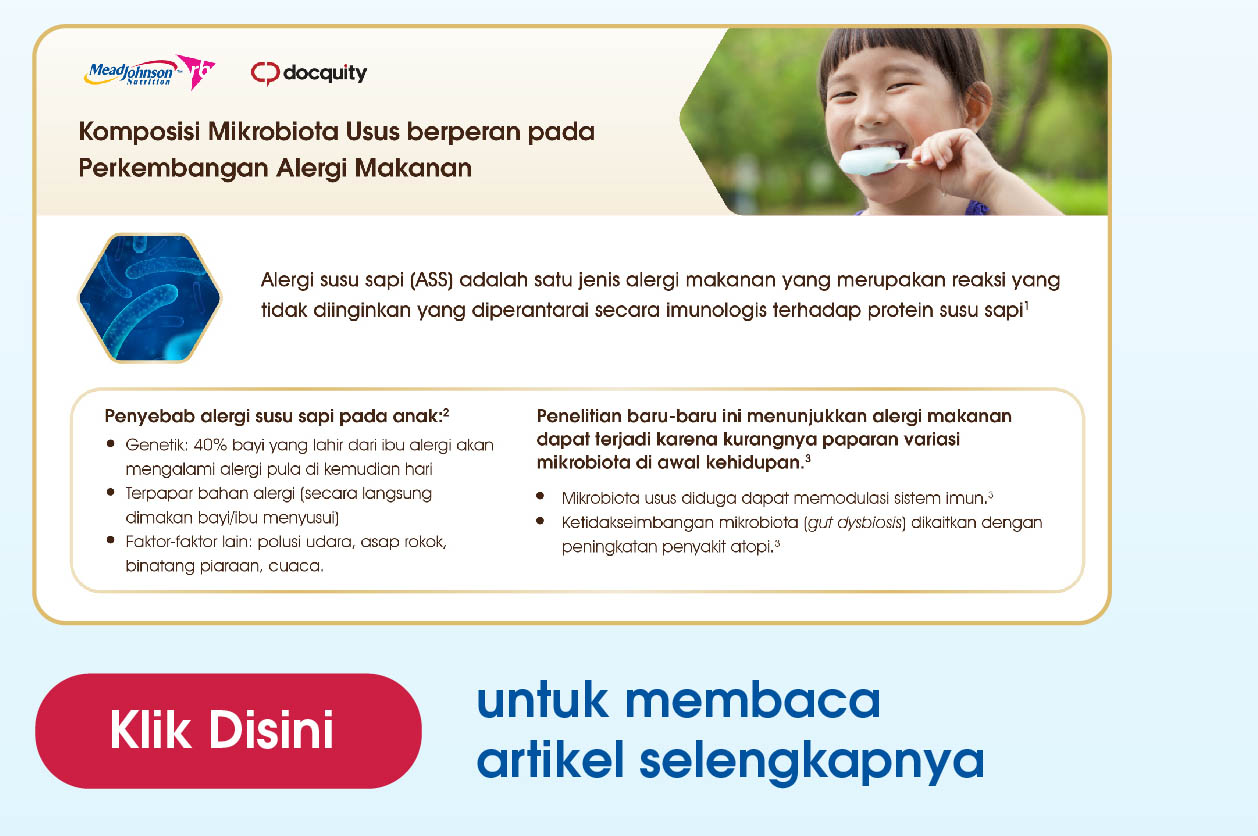 MeadJohnson™ rb
Nutrition
docquity
Komposisi Mikrobiota Usus berperan pada
Perkembangan Alergi Makanan
Alergi susu sapi (ASS) adalah satu jenis alergi makanan yang merupakan reaksi yang
tidak diinginkan yang diperantarai secara imunologis terhadap protein susu sapi¹
Penyebab alergi susu sapi pada anak:²
• Genetik: 40% bayi yang lahir dari ibu alergi akan
mengalami alergi pula di kemudian hari
• Terpapar bahan alergi (secara langsung
dimakan bayi/ibu menyusui)
• Faktor-faktor lain: polusi udara, asap rokok,
binatang piaraan, cuaca.
Penelitian baru-baru ini menunjukkan alergi makanan
dapat terjadi karena kurangnya paparan variasi
mikrobiota di awal kehidupan.³
• Mikrobiota usus diduga dapat memodulasi sistem imun.³
• Ketidakseimbangan mikrobiota (gut dysbiosis) dikaitkan dengan
peningkatan penyakit atopi.³
Klik Disini
untuk membaca
artikel selengkapnya